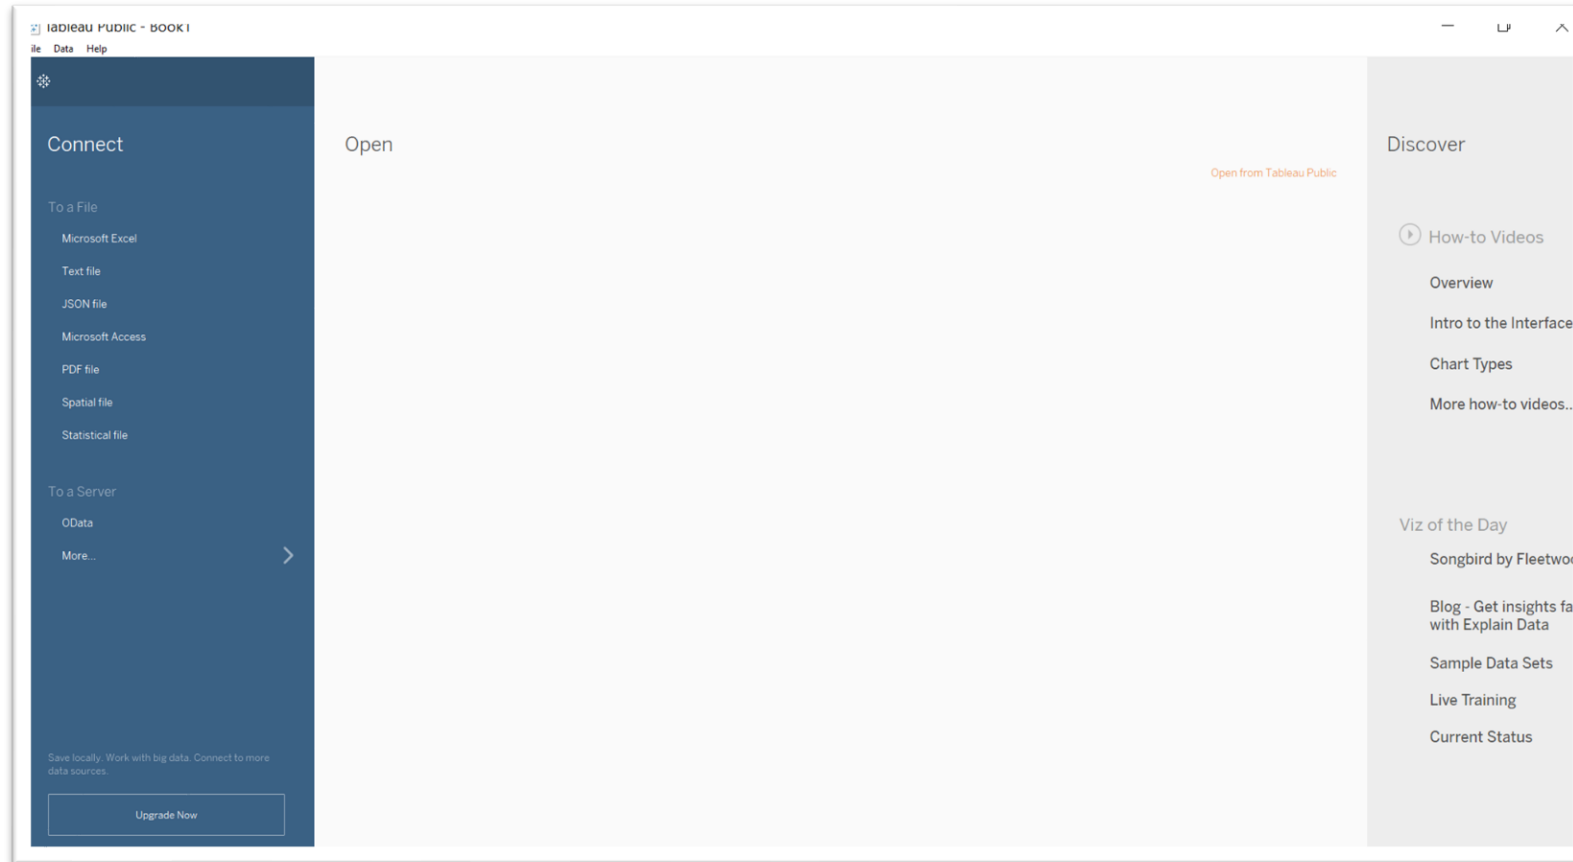 Tableau Public - Book1
ile Data Help
Connect
To a File
Microsoft Excel
Text file
JSON file
Microsoft Access
PDF file
Spatial file
Statistical file
To a Server
OData
More...
Save locally. Work with big data. Connect to more
data sources.
Upgrade Now
Open
Open from Tableau Public
Discover
How-to Videos
Overview
Intro to the Interface
Chart Types
More how-to videos..
Viz of the Day
Songbird by Fleetwoo
Blog - Get insights fa
with Explain Data
Sample Data Sets
Live Training
Current Status